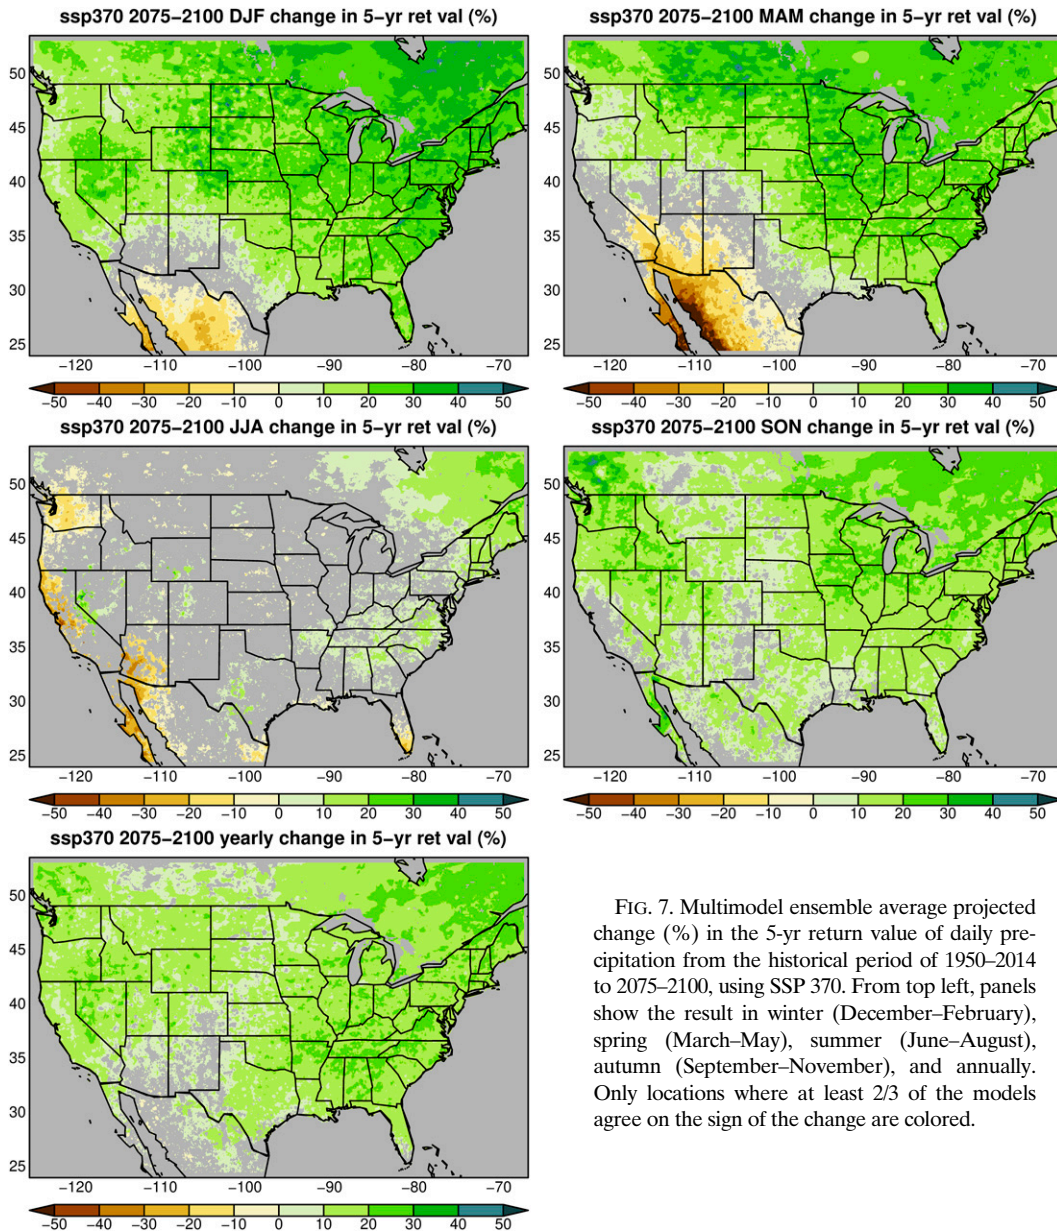 ssp370 2075−2100 DJF change in 5−yr ret val (%)
50
45
40
35
30
25
−120 −110 −100 −90 −80 −70
−50 −40 −30 −20 −10 0 10 20 30 40 50
ssp370 2075−2100 MAM change in 5−yr ret val (%)
50
45
40
35
30
25
−120 −110 −100 −90 −80 −70
−50 −40 −30 −20 −10 0 10 20 30 40 50
ssp370 2075−2100 JJA change in 5−yr ret val (%)
50
45
40
35
30
25
−120 −110 −100 −90 −80 −70
−50 −40 −30 −20 −10 0 10 20 30 40 50
ssp370 2075−2100 SON change in 5−yr ret val (%)
50
45
40
35
30
25
−120 −110 −100 −90 −80 −70
−50 −40 −30 −20 −10 0 10 20 30 40 50
ssp370 2075−2100 yearly change in 5−yr ret val (%)
50
45
40
35
30
25
−120 −110 −100 −90 −80 −70
−50 −40 −30 −20 −10 0 10 20 30 40 50
FIG. 7. Multimodel ensemble average projected
change (%) in the 5-yr return value of daily pre-
cipitation from the historical period of 1950–2014
to 2075–2100, using SSP 370. From top left, panels
show the result in winter (December–February),
spring (March–May), summer (June–August),
autumn (September–November), and annually.
Only locations where at least 2/3 of the models
agree on the sign of the change are colored.